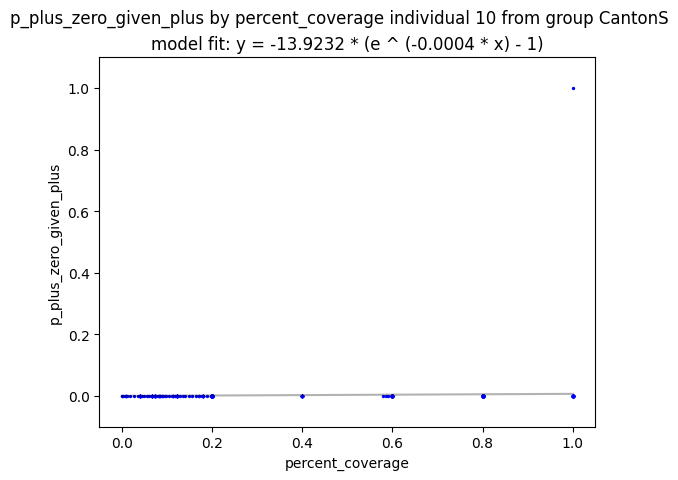 p_plus_zero_given_plus by percent_coverage individual 10 from group CantonS
model fit: y = -13.9232 * (e ^ (-0.0004 * x) - 1)
1.0
0.8
0.6
0.4
0.2
0.0
p_plus_zero_given_plus
0.0 0.2 0.4 0.6 0.8 1.0
percent_coverage